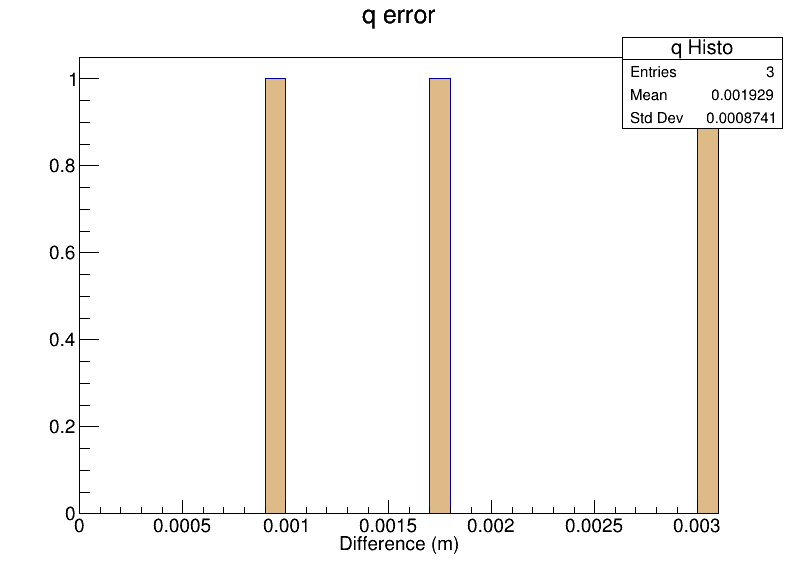 q error
q Histo
Entries 3
Mean 0.001929
Std Dev 0.0008741
1
0.8
0.6
0.4
0.2
0
0 0.0005 0.001 0.0015 0.002 0.0025 0.003
Difference (m)